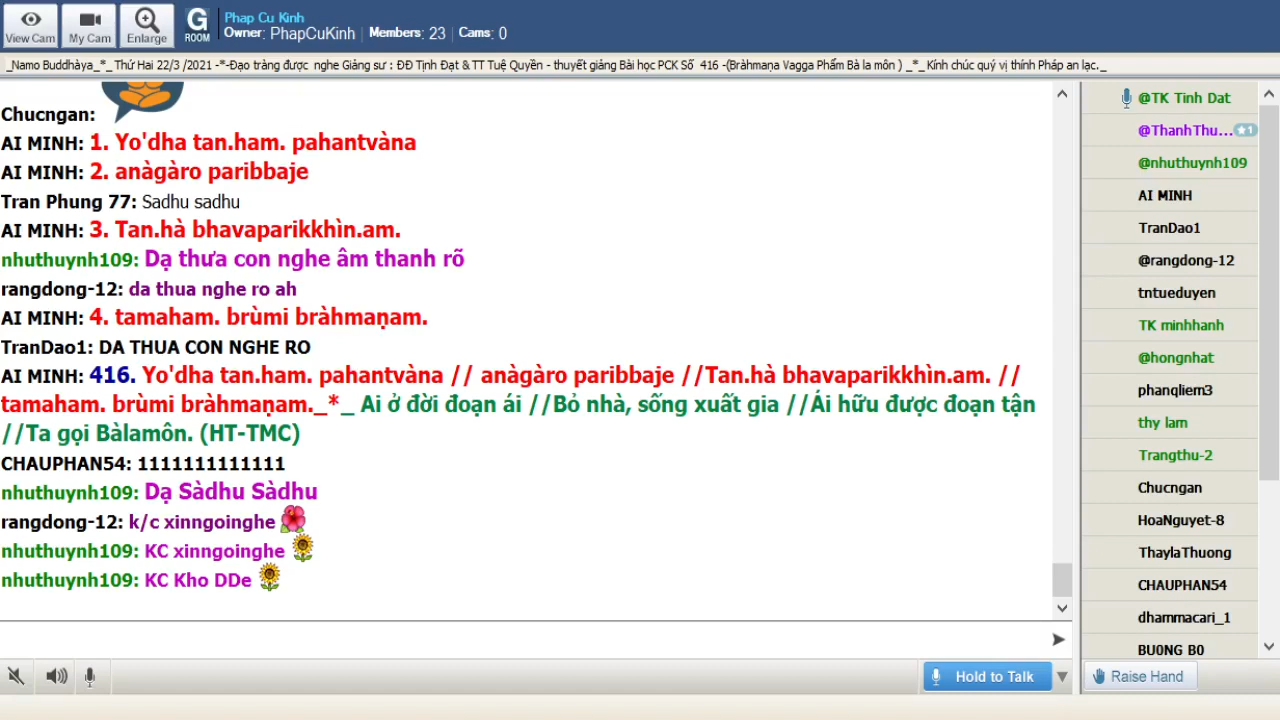 View Cam
My Cam
Enlarge
G
ROOM
Phap Cu Kinh
Owner: PhapCuKinh | Members: 23 | Cams: 0
_Namo Buddhàya_*_ Thứ Hai 22/3 /2021 -*-Đạo tràng được nghe Giảng sư : ĐĐ Tịnh Đạt & TT Tuệ Quyền - thuyết giảng Bài học PCK Số 416 -(Bràhmaṇa Vagga Phẩm Bà la môn ) _*_ Kính chúc quý vị thính Pháp an lạc._
Chucngan:
AI MINH: 1. Yo'dha tan.ham. pahantvàna
AI MINH: 2. anàgàro paribbaje
Tran Phung 77: Sadhu sadhu
AI MINH: 3. Tan.hà bhavaparikkhìn.am.
nhuthuynh109: Dạ thưa con nghe âm thanh rõ
rangdong-12: da thua nghe ro ah
AI MINH: 4. tamaham. brùmi bràhmaṇam.
TranDao1: DA THUA CON NGHE RO
AI MINH: 416. Yo'dha tan.ham. pahantvàna // anàgàro paribbaje //Tan.hà bhavaparikkhìn.am. //
tamaham. brùmi bràhmaṇam._*_ Ai ở đời đoạn ái //Bỏ nhà, sống xuất gia //Ái hữu được đoạn tận
//Ta gọi Bàlamôn. (HT-TMC)
CHAUPHAN54: 1111111111111
nhuthuynh109: Dạ Sàdhu Sàdhu
rangdong-12: k/c xinngoinghe
nhuthuynh109: KC xinngoinghe
nhuthuynh109: KC Kho DDe
@TK Tinh Dat
@ThanhThu... ★1
@nhuthuynh109
AI MINH
TranDao1
@rangdong-12
tntueduyen
TK minhhanh
@hongnhat
phanqliem3
thy lam
Trangthu-2
Chucngan
HoaNguyet-8
ThaylaThuong
CHAUPHAN54
dhammacari_1
BU0NG B0
Hold to Talk
Raise Hand